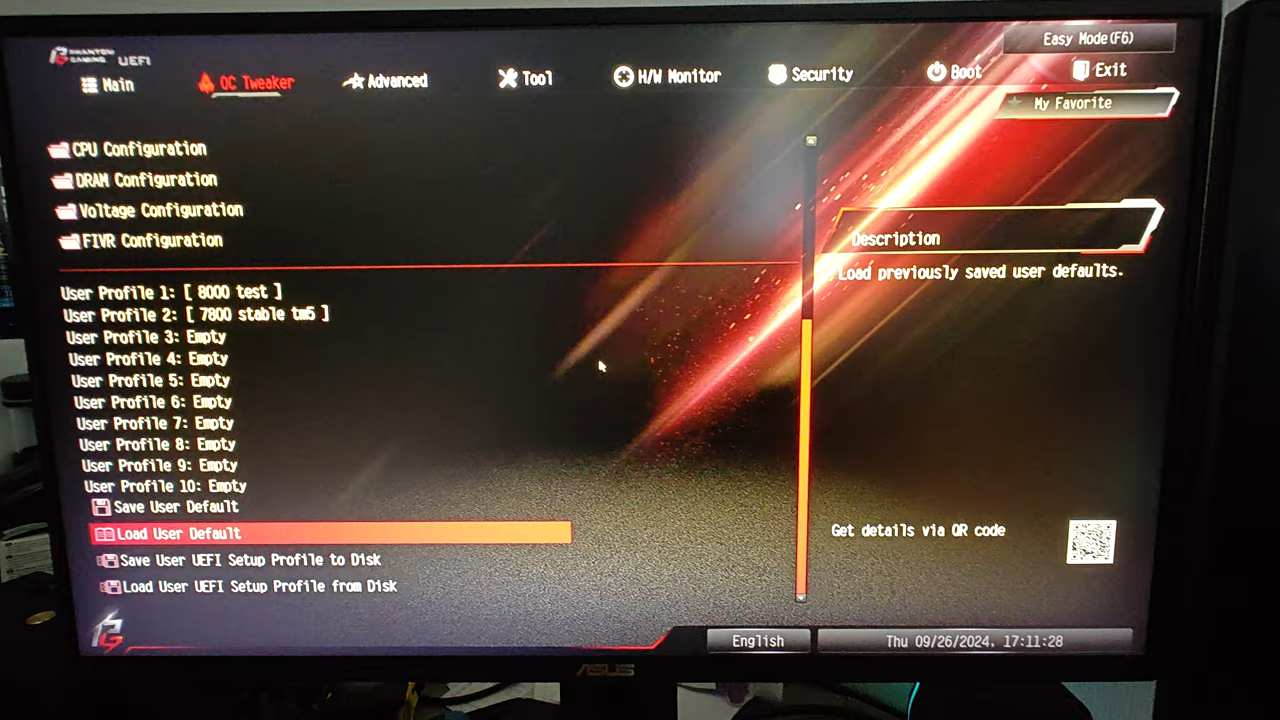 PHANTOM GAMING UEFI
Easy Mode(F6)
Main
OC Tweaker
Advanced
Tool
H/W Monitor
Security
Boot
Exit
My Favorite
CPU Configuration
DRAM Configuration
Voltage Configuration
FIVR Configuration
Description
Load previously saved user defaults.
User Profile 1: [ 8000 test ]
User Profile 2: [ 7800 stable tm5 ]
User Profile 3: Empty
User Profile 4: Empty
User Profile 5: Empty
User Profile 6: Empty
User Profile 7: Empty
User Profile 8: Empty
User Profile 9: Empty
User Profile 10: Empty
Save User Default
Load User Default
Save User UEFI Setup Profile to Disk
Load User UEFI Setup Profile from Disk
Get details via QR code
English
Thu 09/26/2024, 17:11:28
ASUS